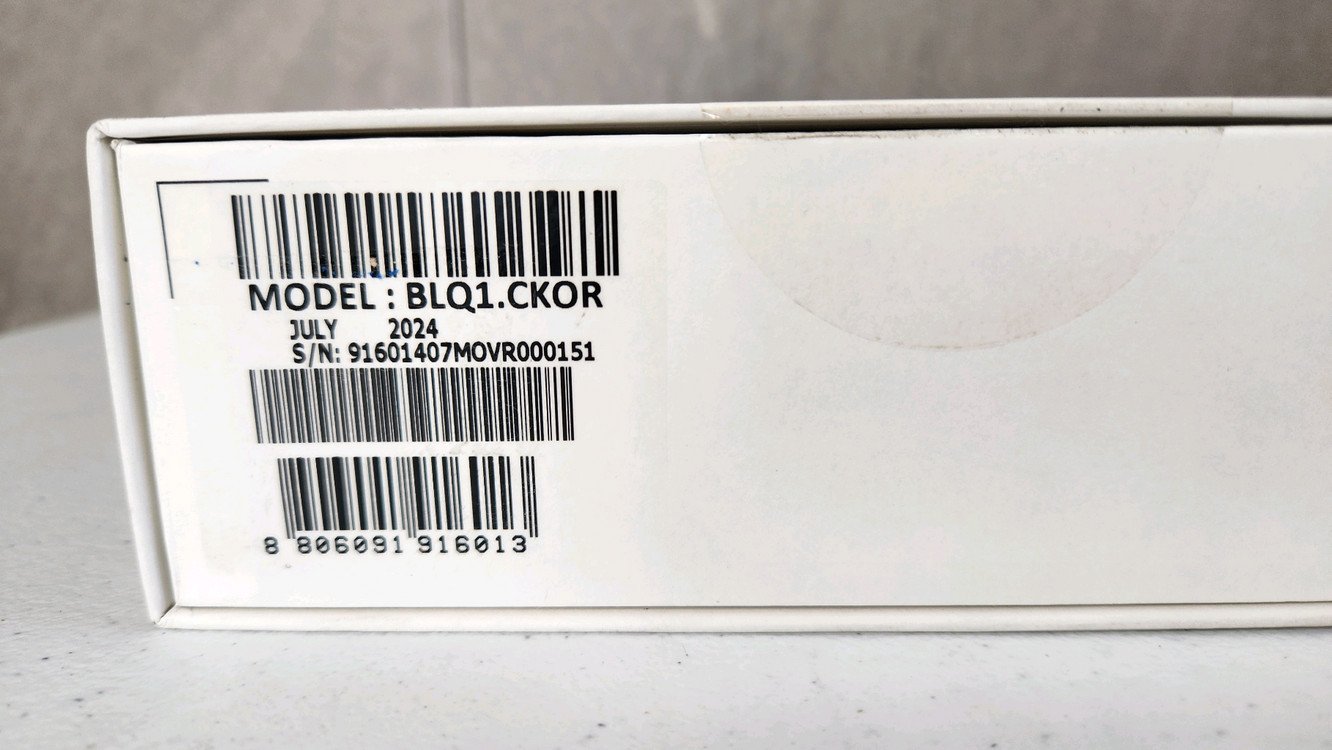 MODEL : BLQ1.CKOR
JULY 2024
S/N: 91601407MOVR000151
8 806091 916013